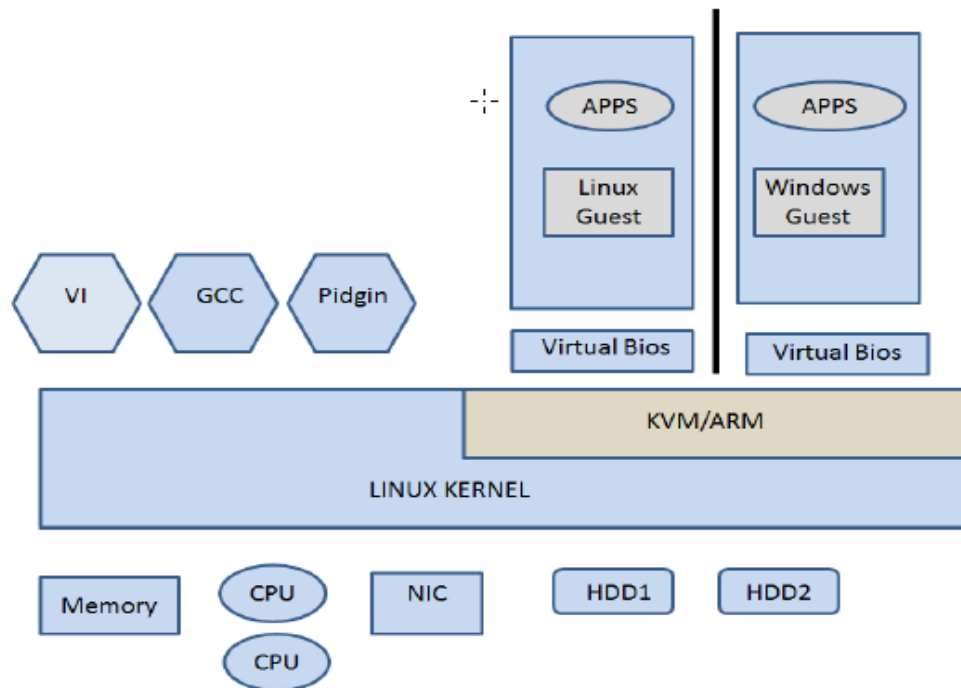 APPS
APPS
Linux
Guest
Windows
Guest
VI
GCC
Pidgin
Virtual Bios
Virtual Bios
KVM/ARM
LINUX KERNEL
Memory
CPU
NIC
HDD1
HDD2
CPU